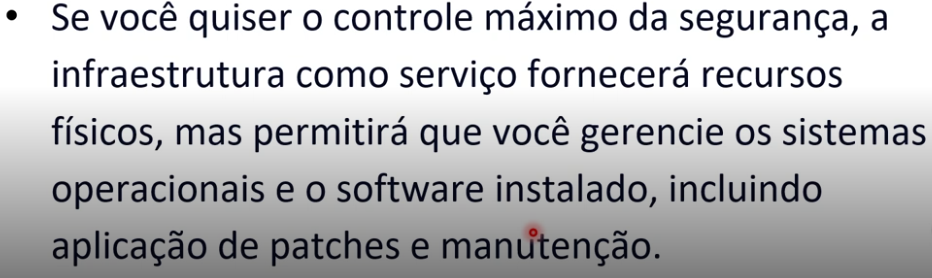 • Se você quiser o controle máximo da segurança, a
infraestrutura como serviço fornecerá recursos
físicos, mas permitirá que você gerencie os sistemas
operacionais e o software instalado, incluindo
aplicação de patches e manutenção.